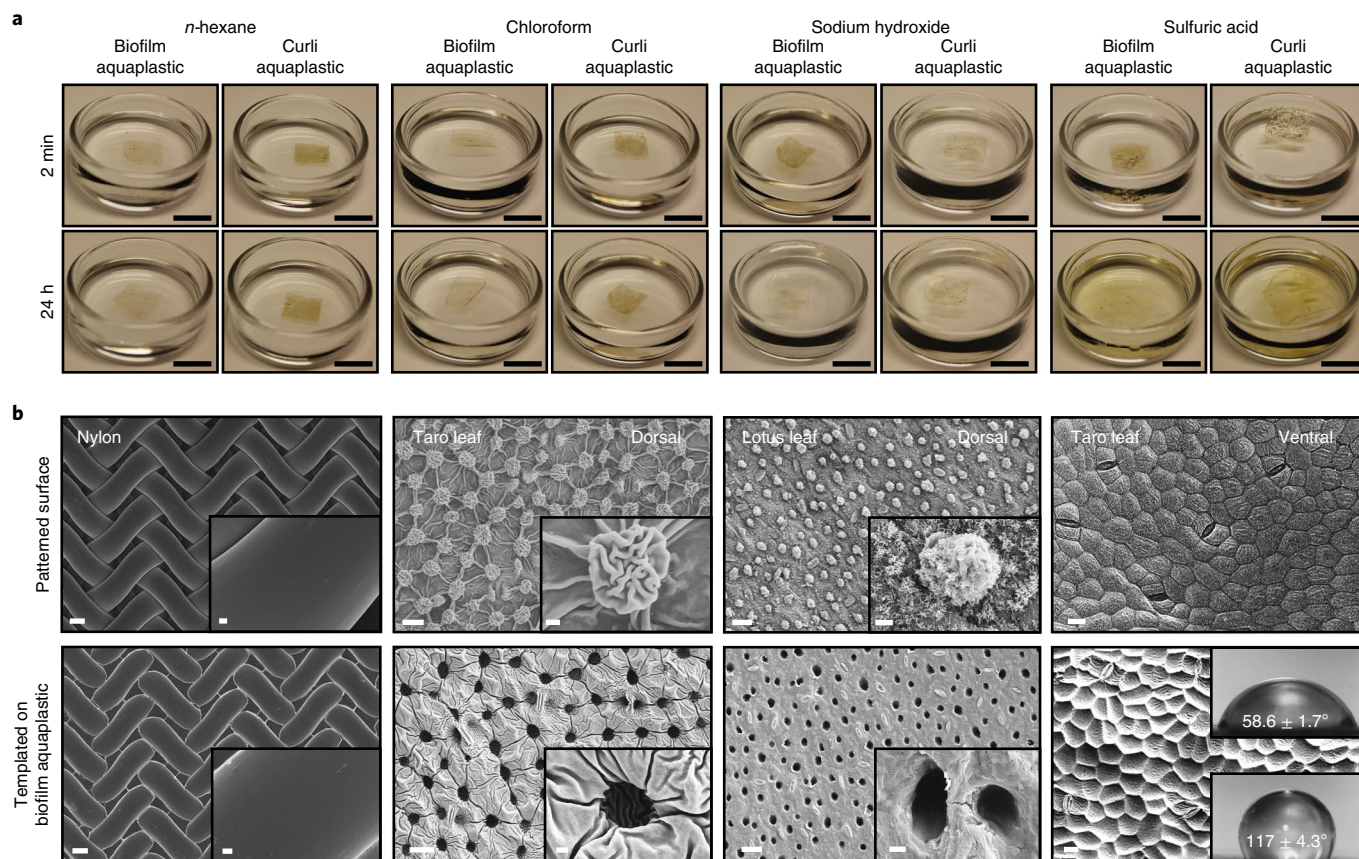 a
n-hexane
Chloroform
Sodium hydroxide
Sulfuric acid
Biofilm aquaplastic
Curli aquaplastic
Biofilm aquaplastic
Curli aquaplastic
Biofilm aquaplastic
Curli aquaplastic
Biofilm aquaplastic
Curli aquaplastic
2 min
24 h
b
Patterned surface
Nylon
Taro leaf
Dorsal
Lotus leaf
Dorsal
Taro leaf
Ventral
Templated on
biofilm aquaplastic
58.6 ± 1.7°
117 ± 4.3°